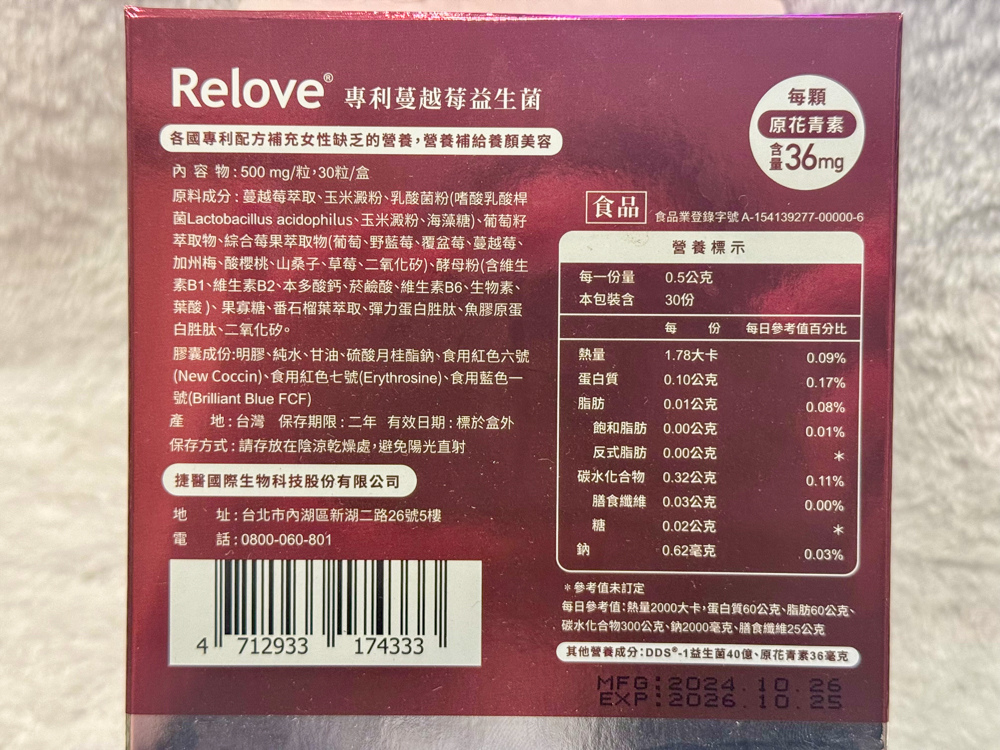 Relove® 專利蔓越莓益生菌
各國專利配方補充女性缺乏的營養，營養補給養顏美容
內 容 物：500 mg/粒，30粒/盒
原料成分：蔓越莓萃取、玉米澱粉、乳酸菌粉(嗜酸乳酸桿
菌Lactobacillus acidophilus、玉米澱粉、海藻糖)、葡萄籽
萃取物、綜合莓果萃取物(葡萄、野藍莓、覆盆莓、蔓越莓、
加州梅、酸櫻桃、山桑子、草莓、二氧化矽)、酵母粉(含維生
素B1、維生素B2、本多酸鈣、菸鹼酸、維生素B6、生物素、
葉酸)、果寡糖、番石榴葉萃取、彈力蛋白胜肽、魚膠原蛋
白胜肽、二氧化矽。
膠囊成份:明膠、純水、甘油、硫酸月桂酯鈉、食用紅色六號
(New Coccin)、食用紅色七號(Erythrosine)、食用藍色一
號(Brilliant Blue FCF)
產 地：台灣 保存期限：二年 有效日期：標於盒外
保存方式：請存放在陰涼乾燥處，避免陽光直射
捷醫國際生物科技股份有限公司
地 址：台北市內湖區新湖二路26號5樓
電 話：0800-060-801
4 712933 174333
每顆
原花青素
含量36mg
食品 食品業登錄字號 A-154139277-00000-6
營養標示
每一份量 0.5公克
本包裝含 30份
每 份 每日參考值百分比
熱量 1.78大卡 0.09%
蛋白質 0.10公克 0.17%
脂肪 0.01公克 0.08%
飽和脂肪 0.00公克 0.01%
反式脂肪 0.00公克 *
碳水化合物 0.32公克 0.11%
膳食纖維 0.03公克 0.00%
糖 0.02公克 *
鈉 0.62毫克 0.03%
*參考值未訂定
每日參考值：熱量2000大卡，蛋白質60公克、脂肪60公克、
碳水化合物300公克、鈉2000毫克、膳食纖維25公克
其他營養成分：DDS®-1益生菌40億、原花青素36毫克
MFG:2024.10.26
EXP:2026.10.25